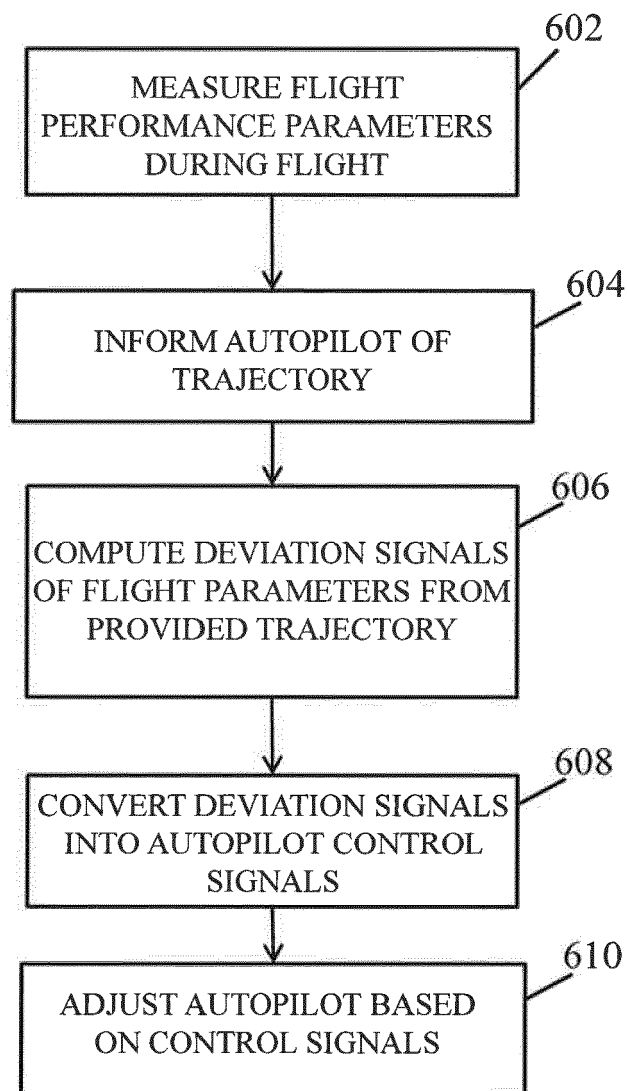 602
MEASURE FLIGHT
PERFORMANCE PARAMETERS
DURING FLIGHT
604
INFORM AUTOPILOT OF
TRAJECTORY
606
COMPUTE DEVIATION SIGNALS
OF FLIGHT PARAMETERS FROM
PROVIDED TRAJECTORY
608
CONVERT DEVIATION SIGNALS
INTO AUTOPILOT CONTROL
SIGNALS
610
ADJUST AUTOPILOT BASED
ON CONTROL SIGNALS